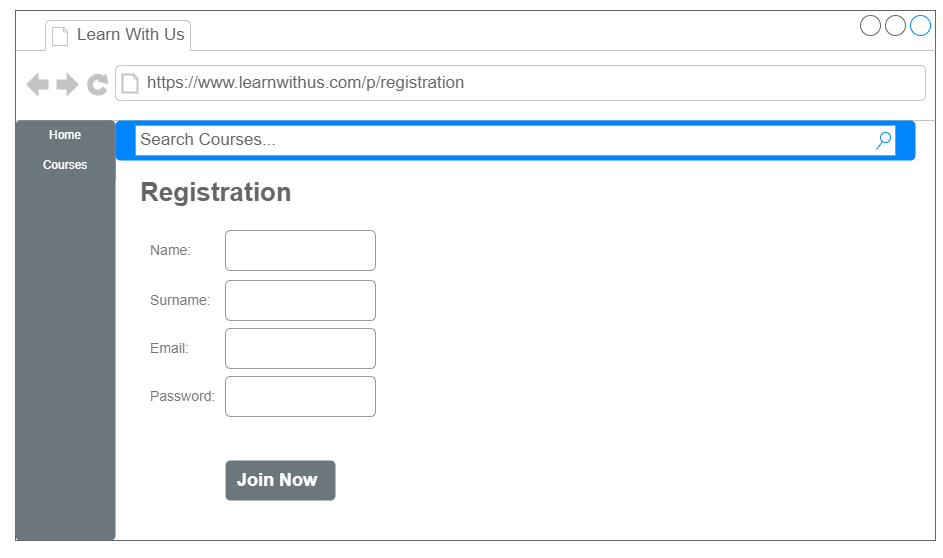 Learn With Us
https://www.learnwithus.com/p/registration
Home
Courses
Search Courses...
Registration
Name:
Surname:
Email:
Password:
Join Now